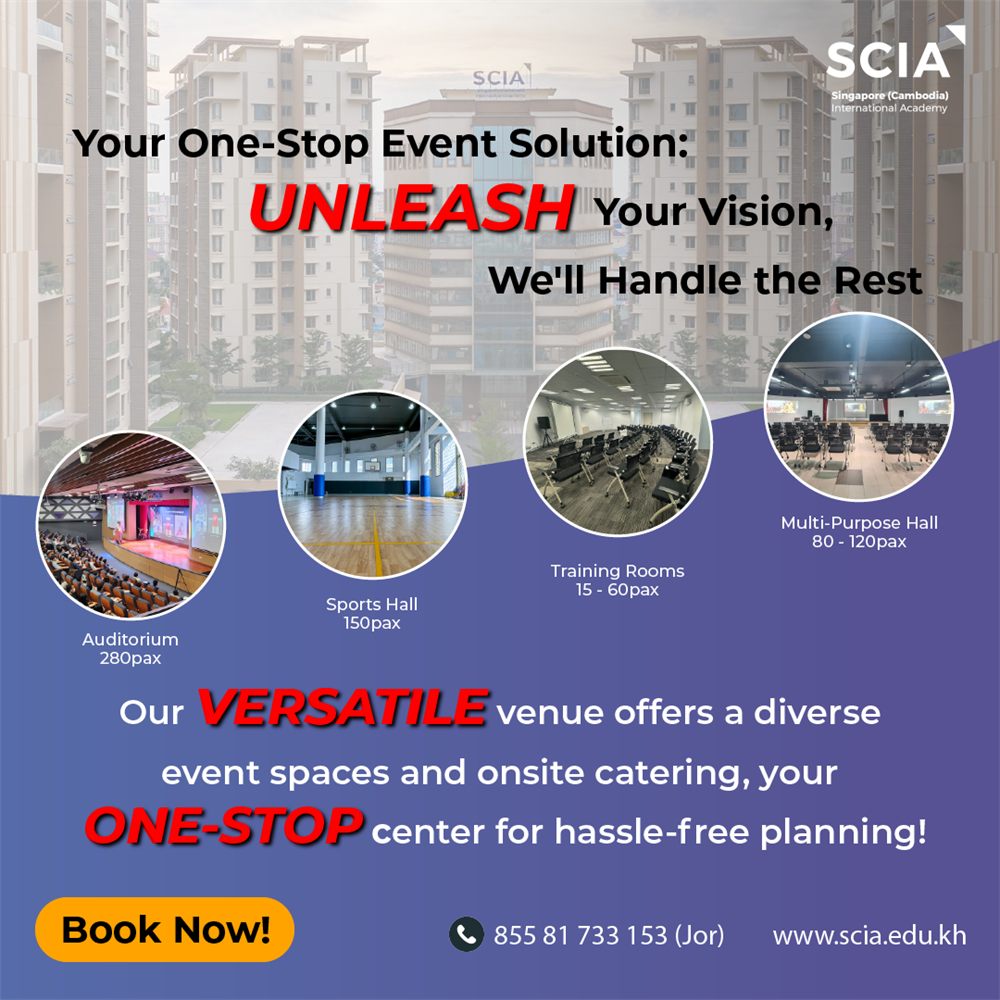 SCIA
Singapore (Cambodia)
International Academy
SCIA
Your One-Stop Event Solution:
UNLEASH Your Vision,
We'll Handle the Rest
Multi-Purpose Hall
80 - 120pax
Training Rooms
15 - 60pax
Sports Hall
150pax
Auditorium
280pax
Our VERSATILE venue offers a diverse
event spaces and onsite catering, your
ONE-STOP center for hassle-free planning!
Book Now!
855 81 733 153 (Jor)
www.scia.edu.kh